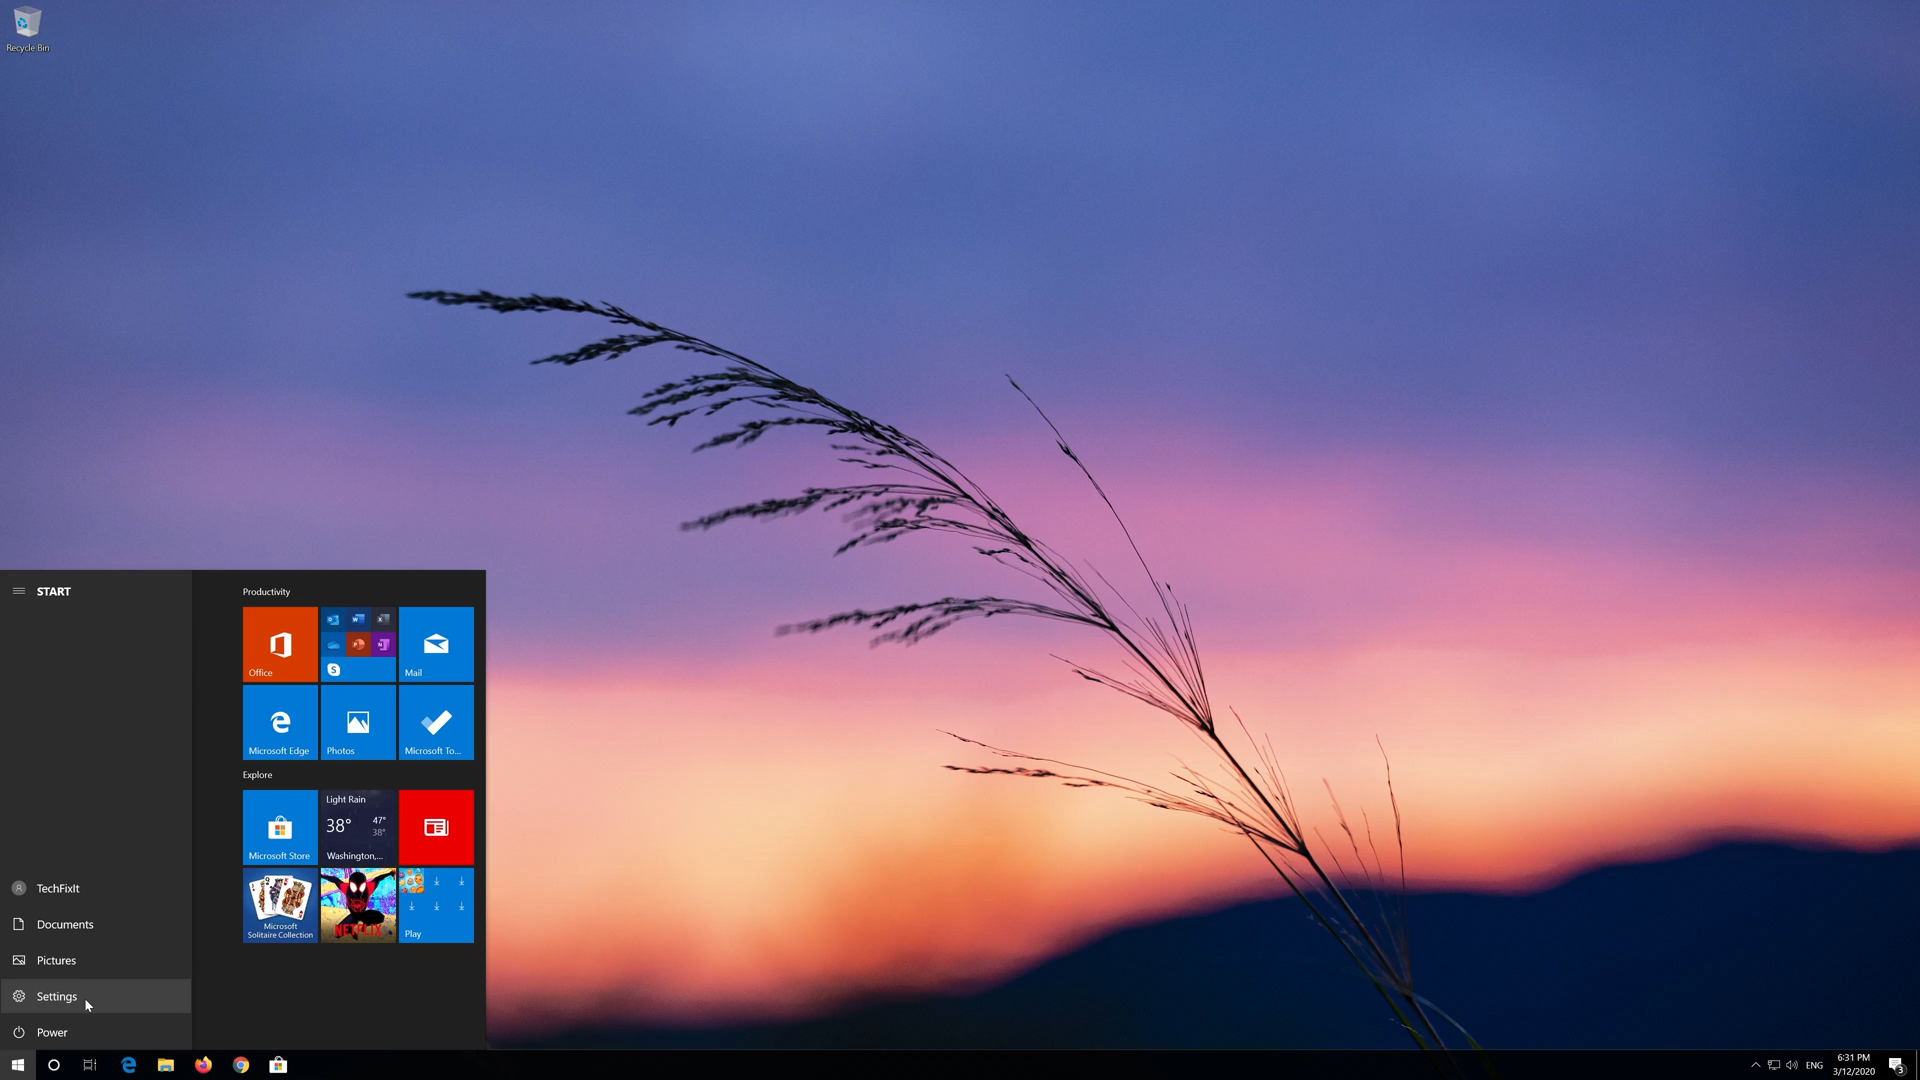 Recycle Bin
START
TechFixIt
Documents
Pictures
Settings
Power
Productivity
Office
Mail
Microsoft Edge
Photos
Microsoft To...
Explore
Microsoft Store
Light Rain
38°
47°
38°
Washington,...
Microsoft
Solitaire Collection
NETFLIX
Play
ENG
6:31 PM
3/12/2020
3